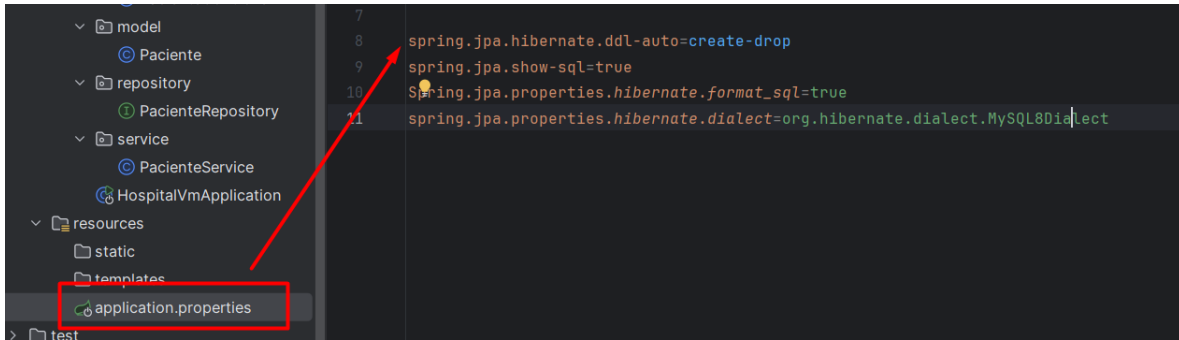 model
Paciente
repository
PacienteRepository
service
PacienteService
HospitalVmApplication
resources
static
templates
application.properties
test
7
8 spring.jpa.hibernate.ddl-auto=create-drop
9 spring.jpa.show-sql=true
10 Spring.jpa.properties.hibernate.format_sql=true
11 spring.jpa.properties.hibernate.dialect=org.hibernate.dialect.MySQL8Dialect